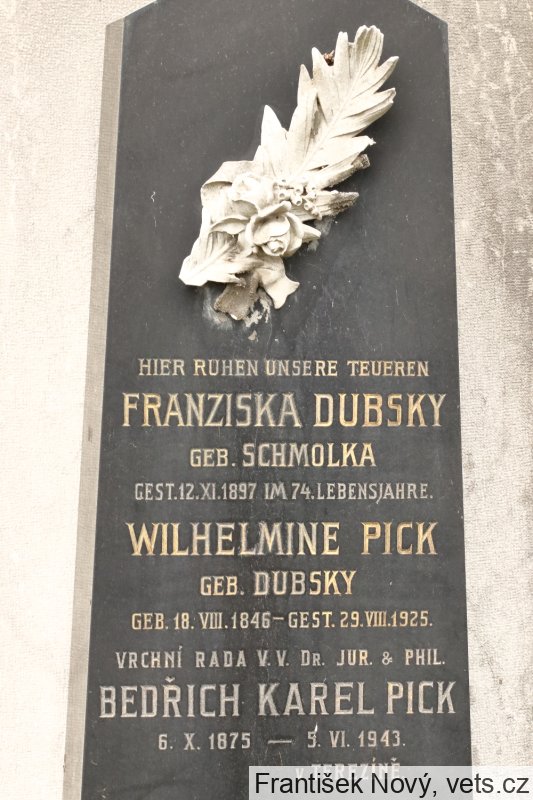 HIER RUHEN UNSERE TEUEREN
FRANZISKA DUBSKY
GEB. SCHMOLKA
GEST. 12. XI. 1897 IM 74. LEBENSJAHRE.
WILHELMINE PICK
GEB. DUBSKY
GEB. 18. VIII. 1846 – GEST. 29. VIII. 1925.
VRCHNÍ RADA V. V. DR. JUR. & PHIL.
BEDŘICH KAREL PICK
6. X. 1875 — 5. VI. 1943.
V TEREZÍNĚ
František Nový, vets.cz